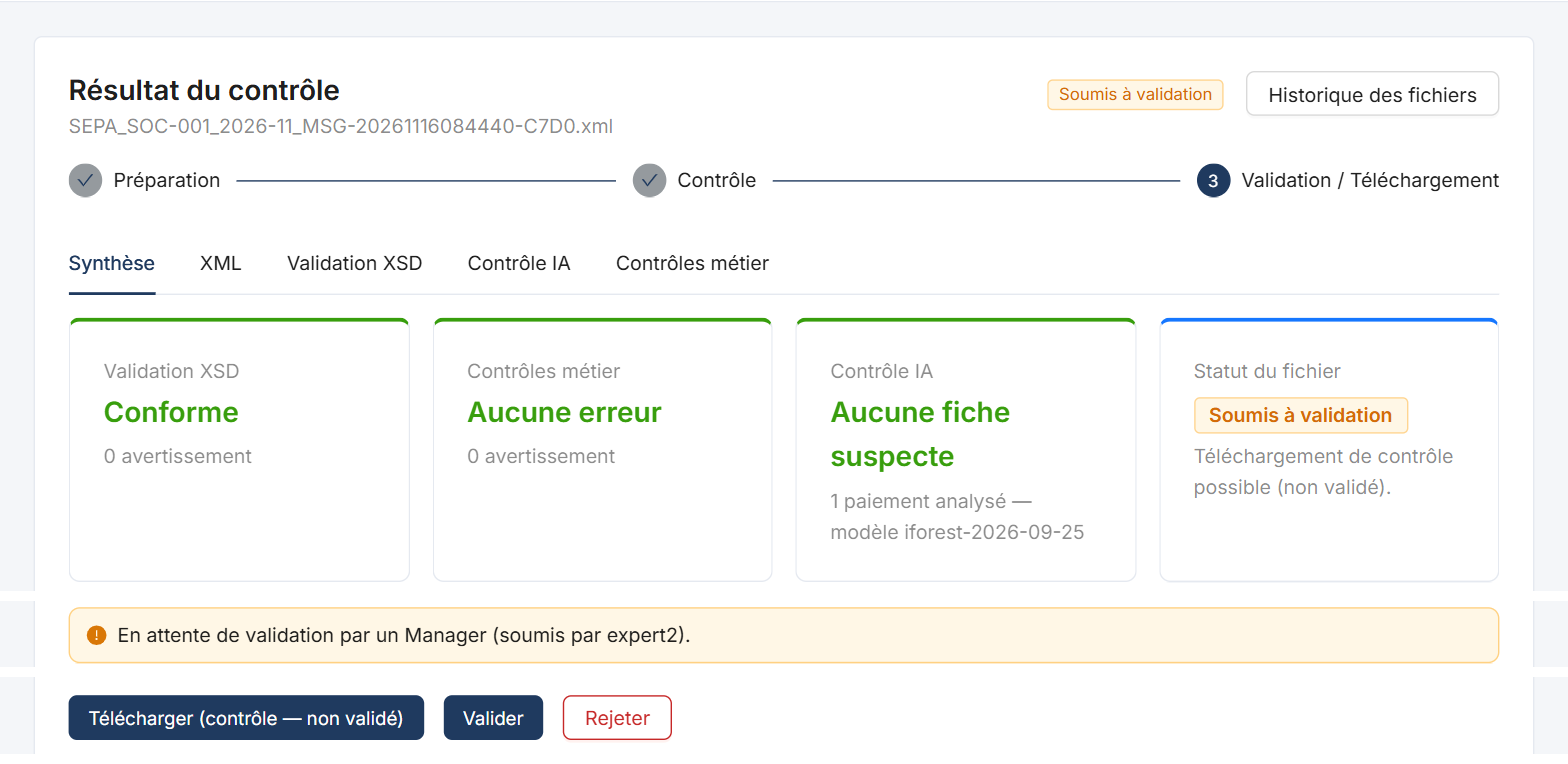 Résultat du contrôle
Soumis à validation
Historique des fichiers
SEPA_SOC-001_2026-11_MSG-20261116084440-C7D0.xml
Préparation
Contrôle
3
Validation / Téléchargement
Synthèse
XML
Validation XSD
Contrôle IA
Contrôles métier
Validation XSD
Conforme
0 avertissement
Contrôles métier
Aucune erreur
0 avertissement
Contrôle IA
Aucune fiche
suspecte
1 paiement analysé —
modèle iforest-2026-09-25
Statut du fichier
Soumis à validation
Téléchargement de contrôle
possible (non validé).
En attente de validation par un Manager (soumis par expert2).
Télécharger (contrôle — non validé)
Valider
Rejeter